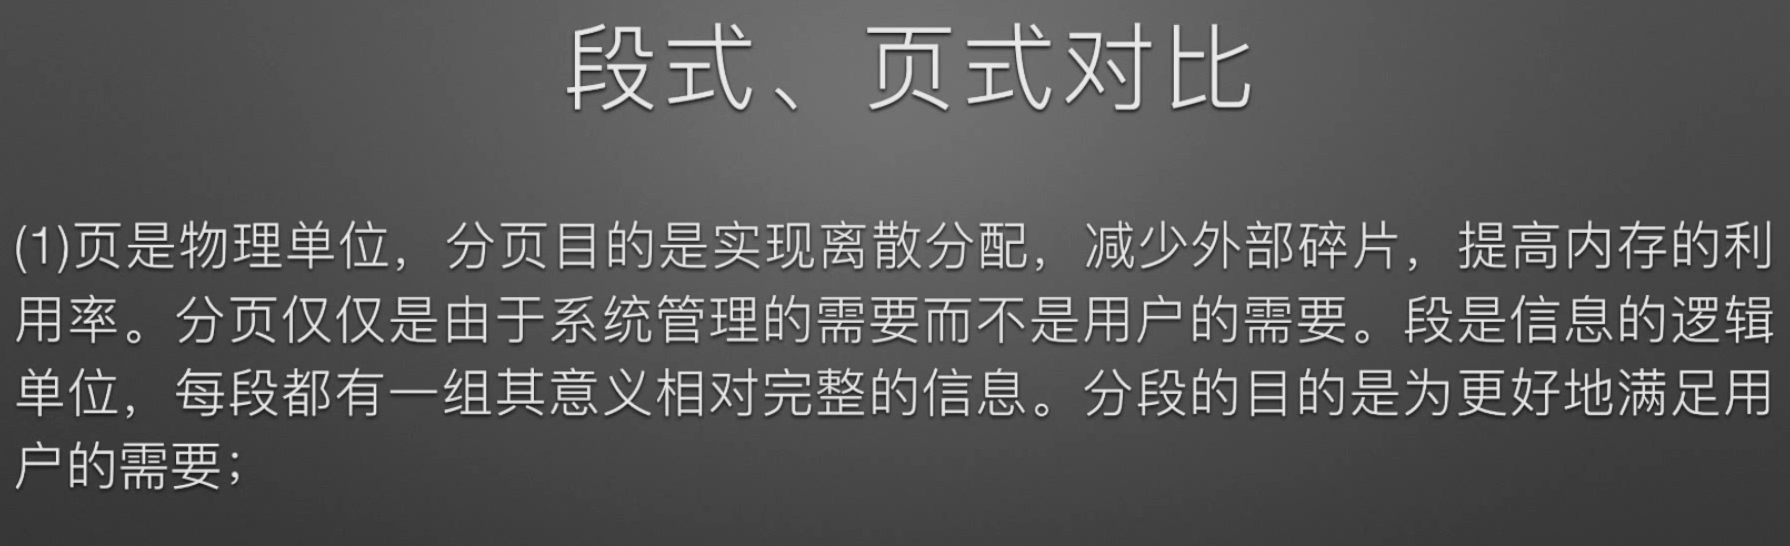 段式、页式对比
(1)页是物理单位，分页目的是实现离散分配，减少外部碎片，提高内存的利
用率。分页仅仅是由于系统管理的需要而不是用户的需要。段是信息的逻辑
单位，每段都有一组其意义相对完整的信息。分段的目的是为更好地满足用
户的需要；